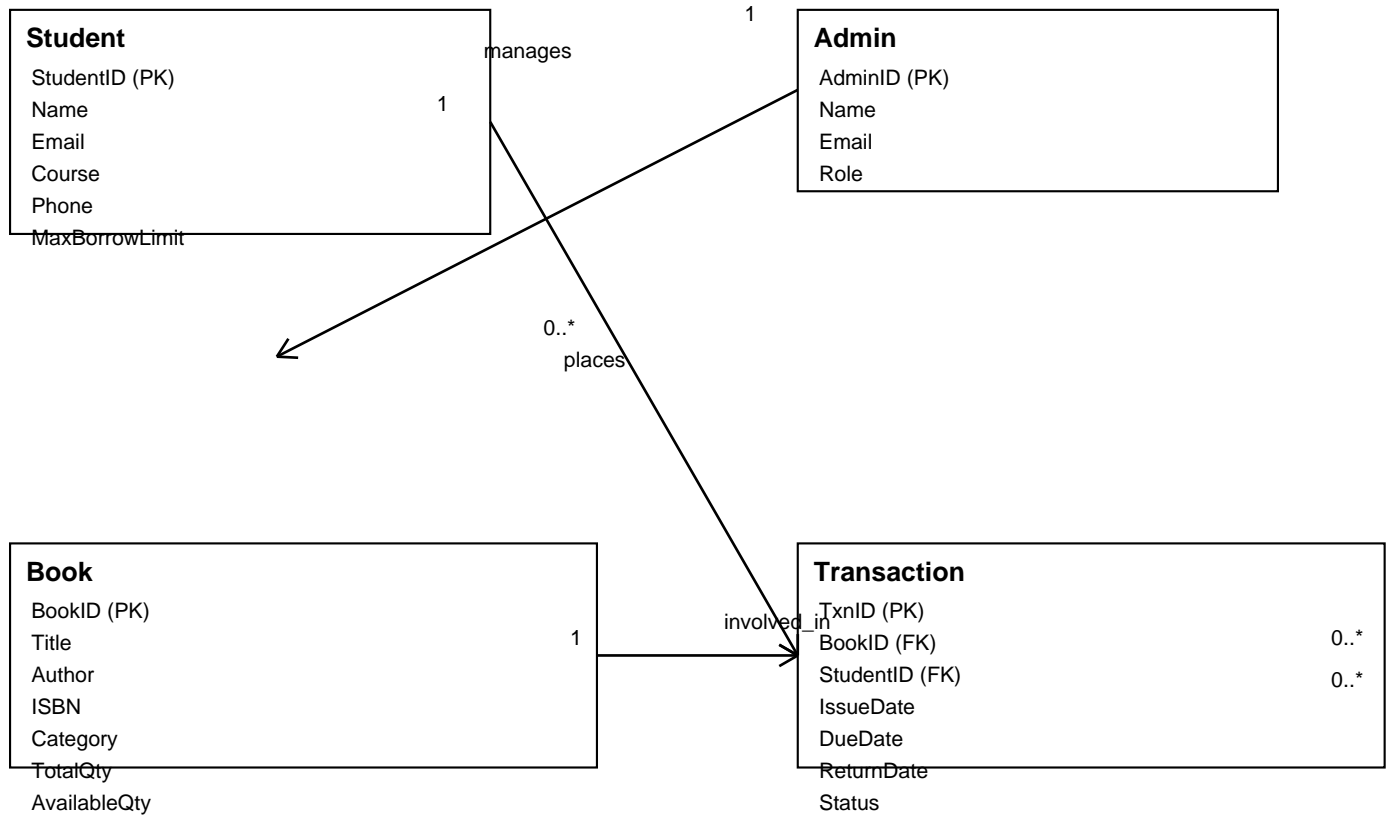 Student
StudentID (PK)
Name
Email
Course
Phone
MaxBorrowLimit
1
manages
1
Admin
AdminID (PK)
Name
Email
Role
0..*
places
Book
BookID (PK)
Title
Author
ISBN
Category
TotalQty
AvailableQty
1
involved_in
Transaction
TxnID (PK)
BookID (FK)
StudentID (FK)
IssueDate
DueDate
ReturnDate
Status
0..*
0..*